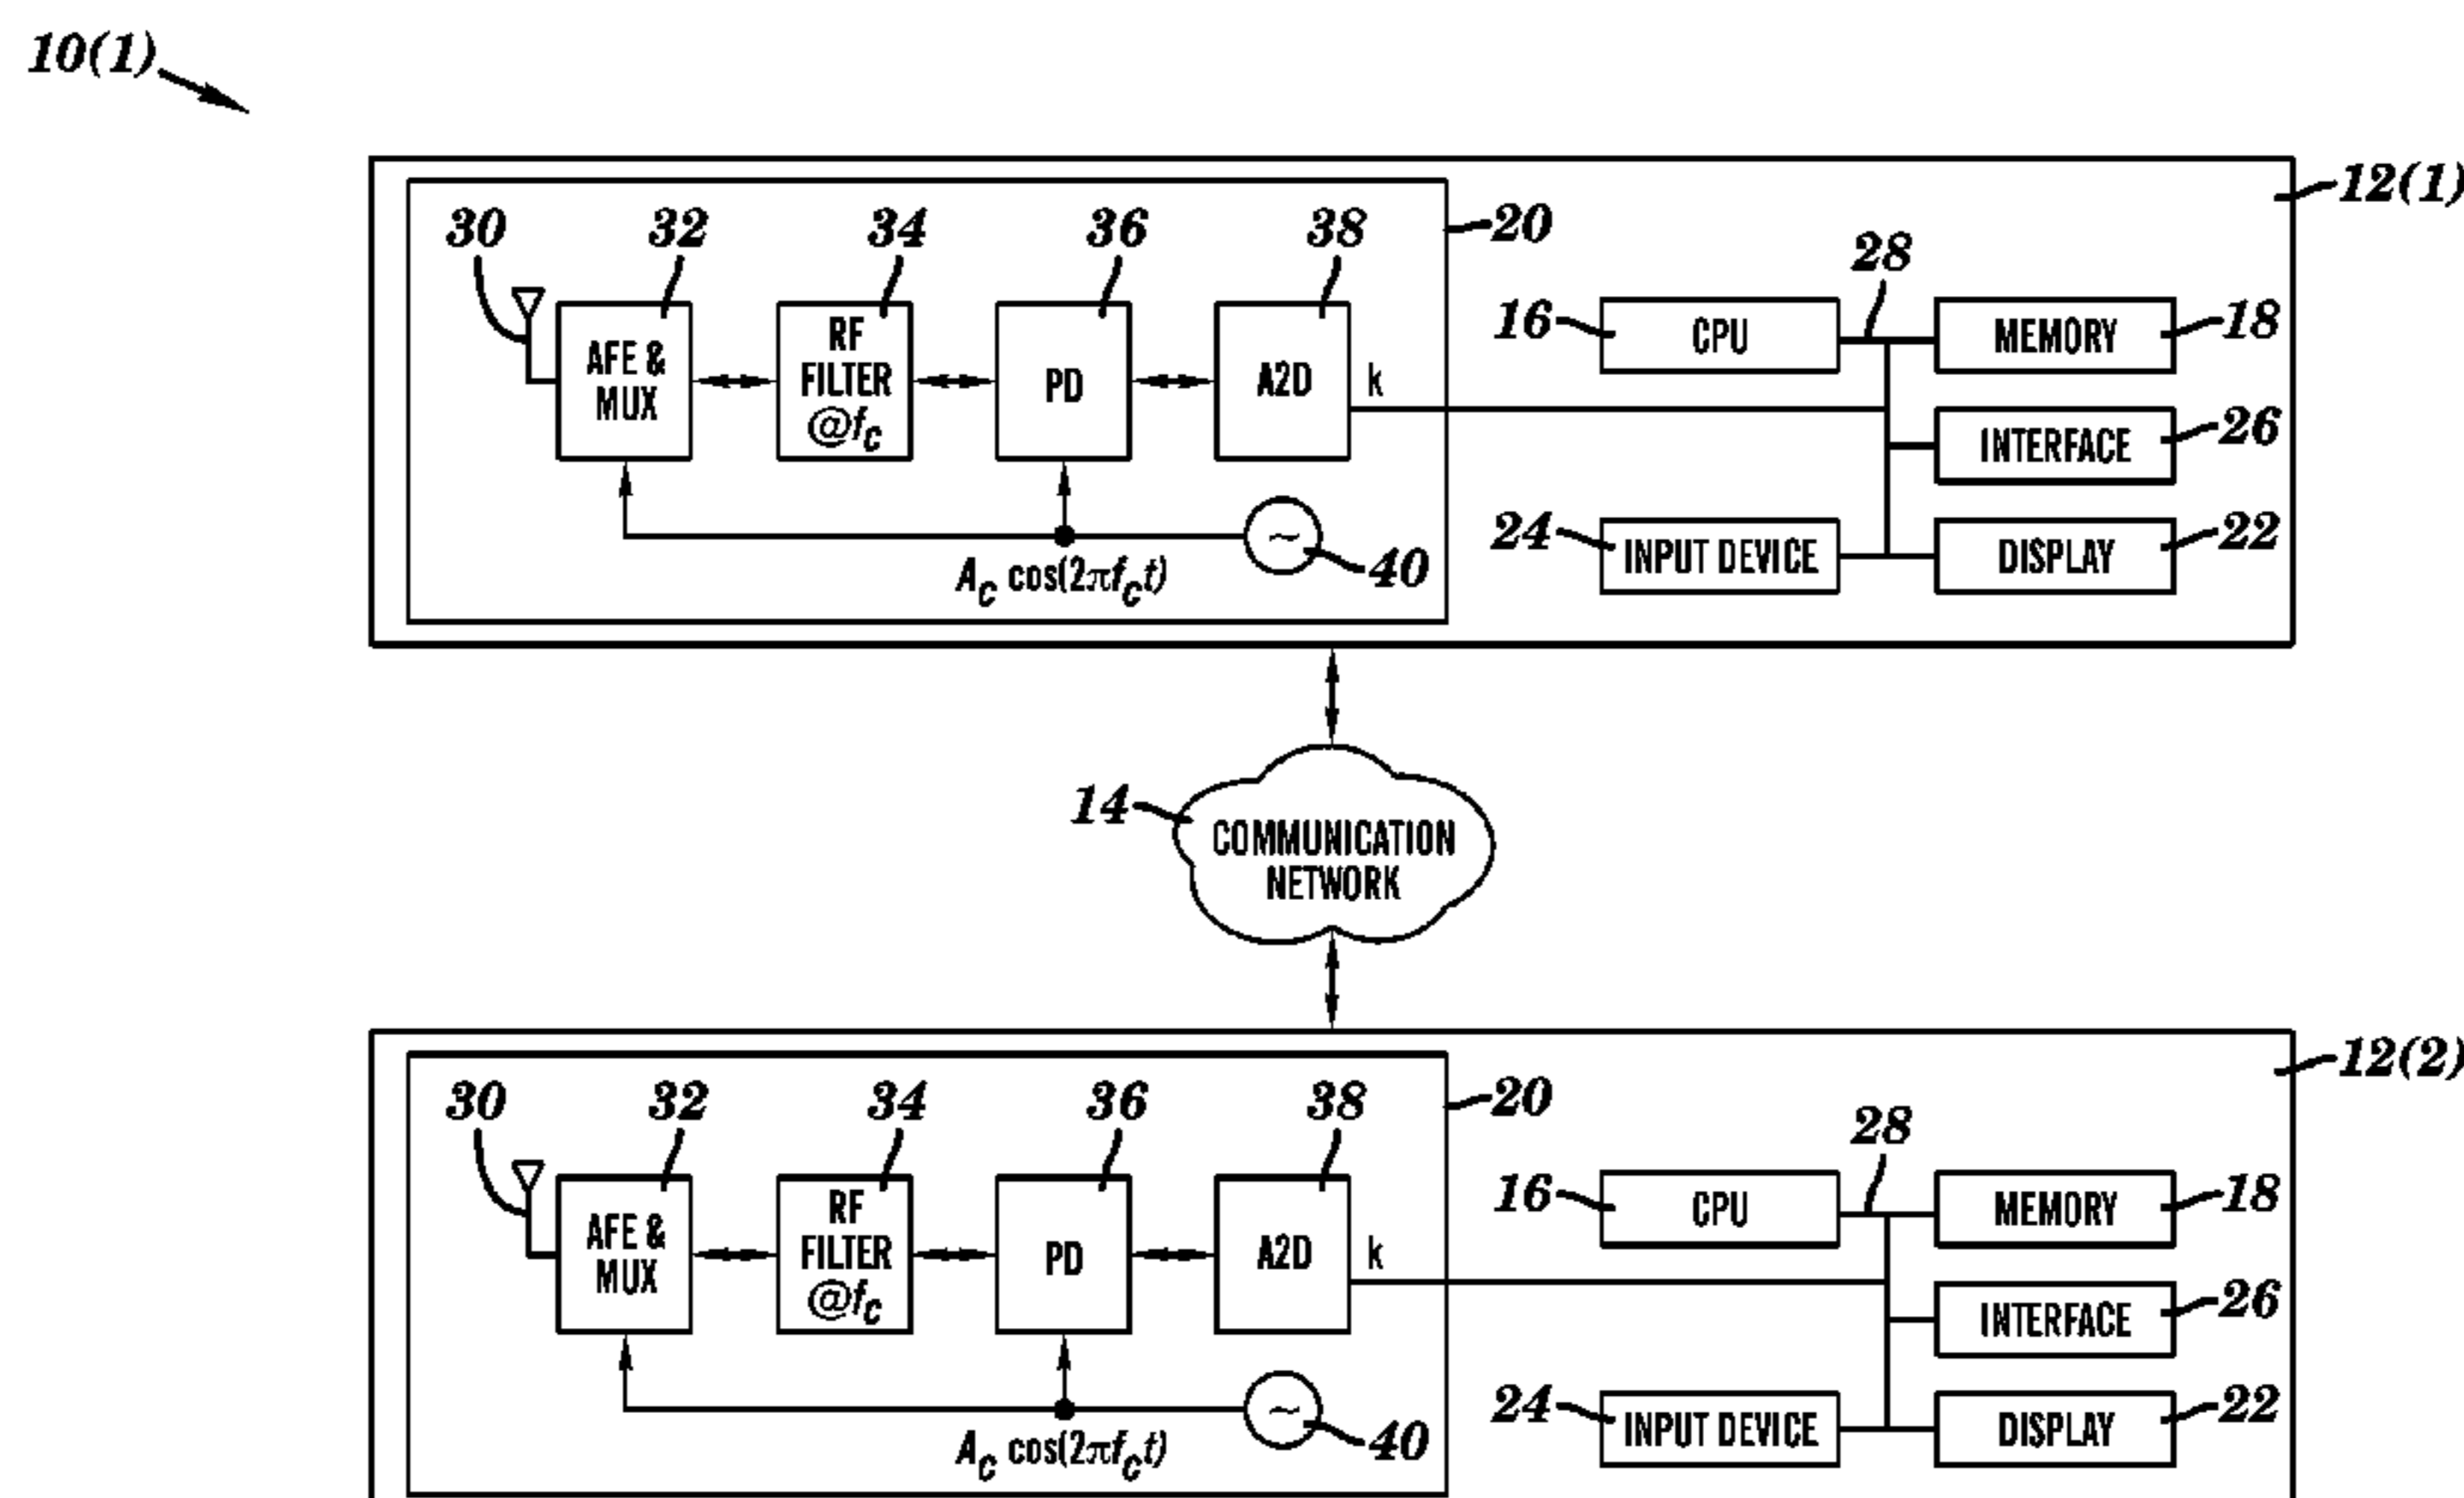 10(1)
12(1)
30 32 34 36 38 20
28
16 CPU MEMORY 18
AFE & MUX
RF FILTER @fc
PD
A2D k
INTERFACE 26
24 INPUT DEVICE DISPLAY 22
Ac cos(2πfct) ~ 40
14 COMMUNICATION
NETWORK
12(2)
30 32 34 36 38 20
28
16 CPU MEMORY 18
AFE & MUX
RF FILTER @fc
PD
A2D k
INTERFACE 26
24 INPUT DEVICE DISPLAY 22
Ac cos(2πfct) ~ 40